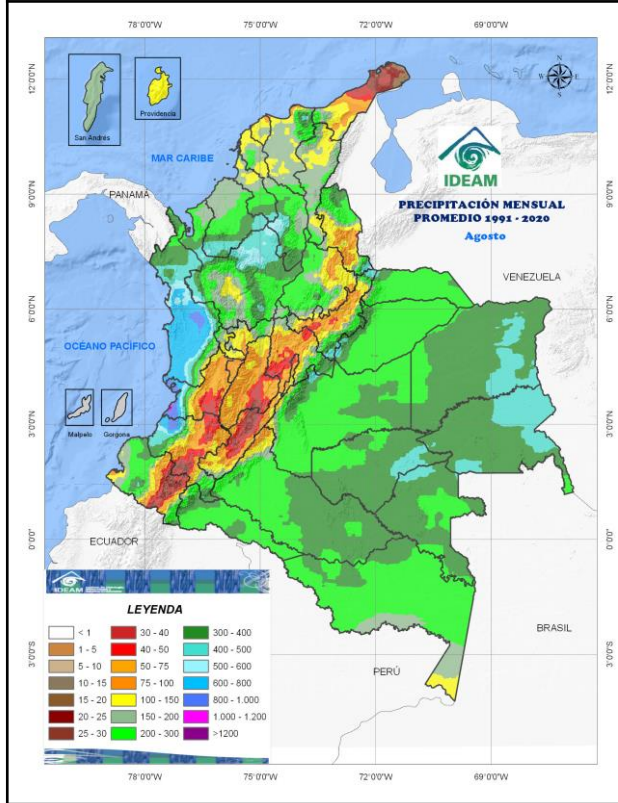 78°0'0"W 75°0'0"W 72°0'0"W 69°0'0"W
12°0'0"N
9°0'0"N
6°0'0"N
3°0'0"N
0°0'0"
3°0'0"S
San Andrés
Providencia
MAR CARIBE
PANAMÁ
N
W E
S
IDEAM
PRECIPITACIÓN MENSUAL
PROMEDIO 1991 - 2020
Agosto
VENEZUELA
OCÉANO PACÍFICO
Malpelo
Gorgona
ECUADOR
BRASIL
PERÚ
IDEAM
LEYENDA
< 1 30 - 40 300 - 400
1 - 5 40 - 50 400 - 500
5 - 10 50 - 75 500 - 600
10 - 15 75 - 100 600 - 800
15 - 20 100 - 150 800 - 1.000
20 - 25 150 - 200 1.000 - 1.200
25 - 30 200 - 300 >1200
12°0'0"N
9°0'0"N
6°0'0"N
3°0'0"N
0°0'0"
3°0'0"S
78°0'0"W 75°0'0"W 72°0'0"W 69°0'0"W